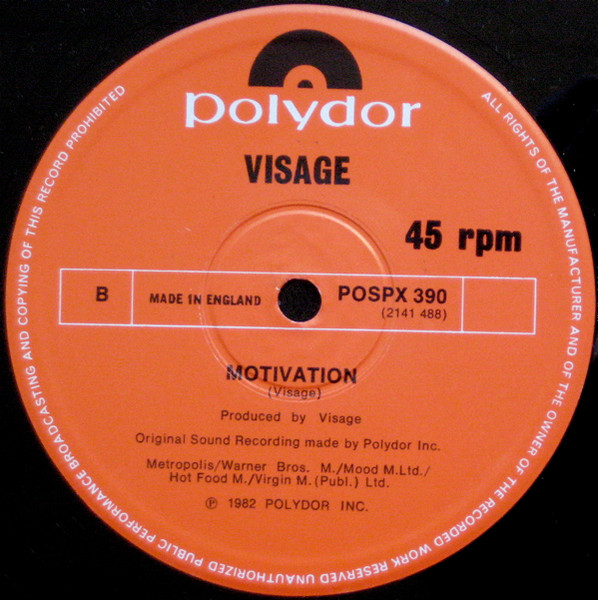 polydor
VISAGE
45 rpm
B
MADE IN ENGLAND
POSPX 390
(2141 488)
MOTIVATION
(Visage)
Produced by Visage
Original Sound Recording made by Polydor Inc.
Metropolis/Warner Bros. M./Mood M.Ltd./
Hot Food M./Virgin M. (Publ.) Ltd.
℗ 1982 POLYDOR INC.
ALL RIGHTS OF THE MANUFACTURER AND OF THE OWNER OF THE RECORDED WORK RESERVED UNAUTHORIZED PUBLIC PERFORMANCE BROADCASTING AND COPYING OF THIS RECORD PROHIBITED